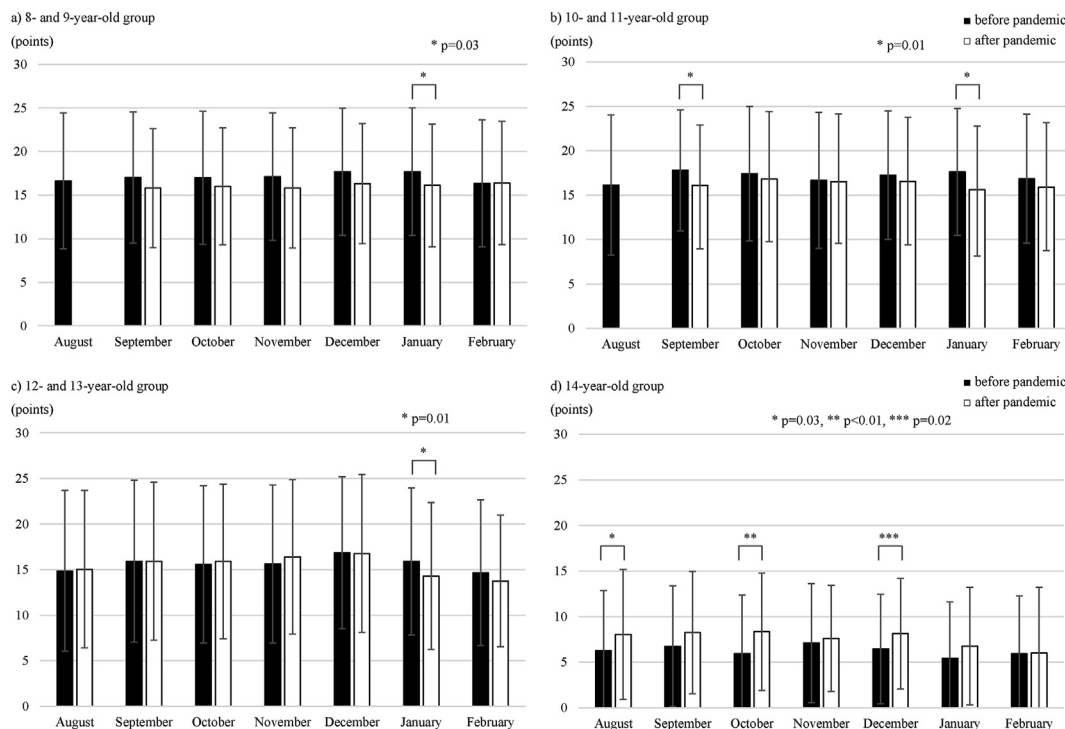 a) 8- and 9-year-old group
(points)
* p=0.03
30
25
20
15
10
5
0
*
August September October November December January February
b) 10- and 11-year-old group
(points)
before pandemic
after pandemic
* p=0.01
30
25
20
15
10
5
0
*
*
August September October November December January February
c) 12- and 13-year-old group
(points)
* p=0.01
30
25
20
15
10
5
0
*
August September October November December January February
d) 14-year-old group
(points)
before pandemic
after pandemic
* p=0.03, ** p<0.01, *** p=0.02
30
25
20
15
10
5
0
*
**
***
August September October November December January February